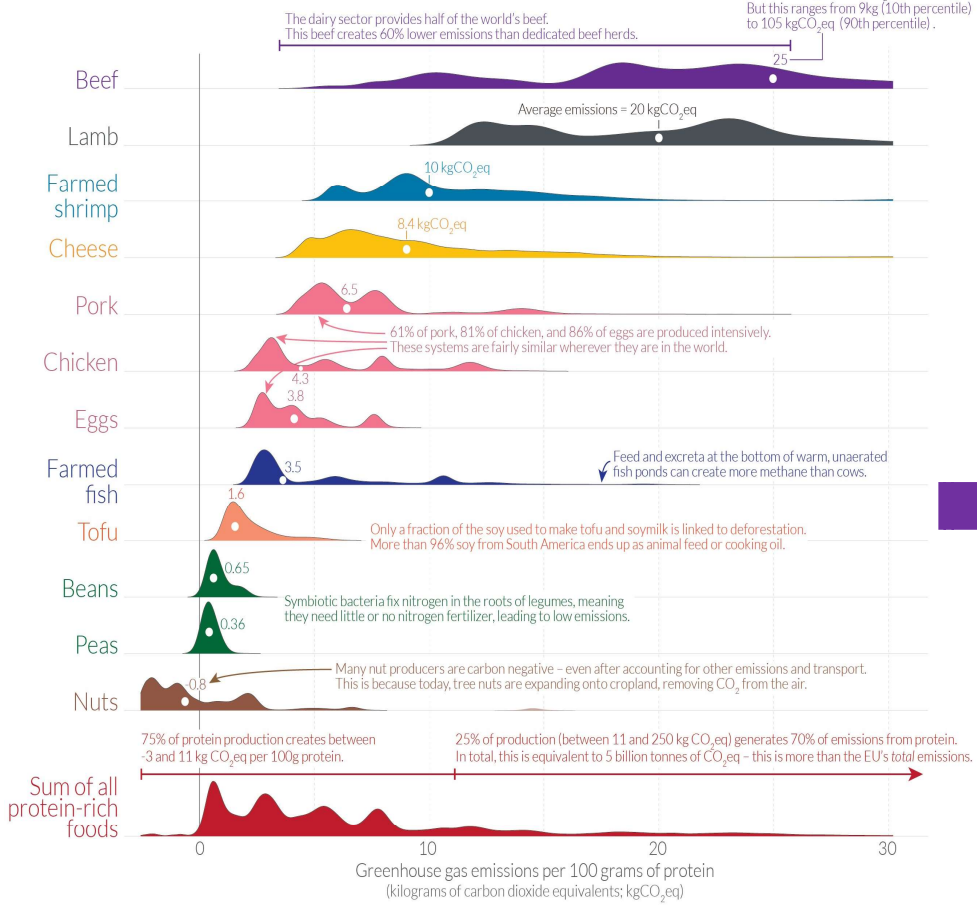 The dairy sector provides half of the world's beef.
This beef creates 60% lower emissions than dedicated beef herds.
But this ranges from 9kg (10th percentile)
to 105 kgCO₂eq (90th percentile) .
25
Beef
Average emissions = 20 kgCO₂eq
Lamb
10 kgCO₂eq
Farmed
shrimp
8.4 kgCO₂eq
Cheese
6.5
Pork
61% of pork, 81% of chicken, and 86% of eggs are produced intensively.
These systems are fairly similar wherever they are in the world.
Chicken
4.3
3.8
Eggs
Feed and excreta at the bottom of warm, unaerated
fish ponds can create more methane than cows.
3.5
Farmed
fish
1.6
Tofu
Only a fraction of the soy used to make tofu and soymilk is linked to deforestation.
More than 96% soy from South America ends up as animal feed or cooking oil.
0.65
Beans
Symbiotic bacteria fix nitrogen in the roots of legumes, meaning
they need little or no nitrogen fertilizer, leading to low emissions.
0.36
Peas
Many nut producers are carbon negative – even after accounting for other emissions and transport.
This is because today, tree nuts are expanding onto cropland, removing CO₂ from the air.
-0.8
Nuts
75% of protein production creates between
-3 and 11 kg CO₂eq per 100g protein.
25% of production (between 11 and 250 kg CO₂eq) generates 70% of emissions from protein.
In total, this is equivalent to 5 billion tonnes of CO₂eq – this is more than the EU's total emissions.
Sum of all
protein-rich
foods
0 10 20 30
Greenhouse gas emissions per 100 grams of protein
(kilograms of carbon dioxide equivalents; kgCO₂eq)